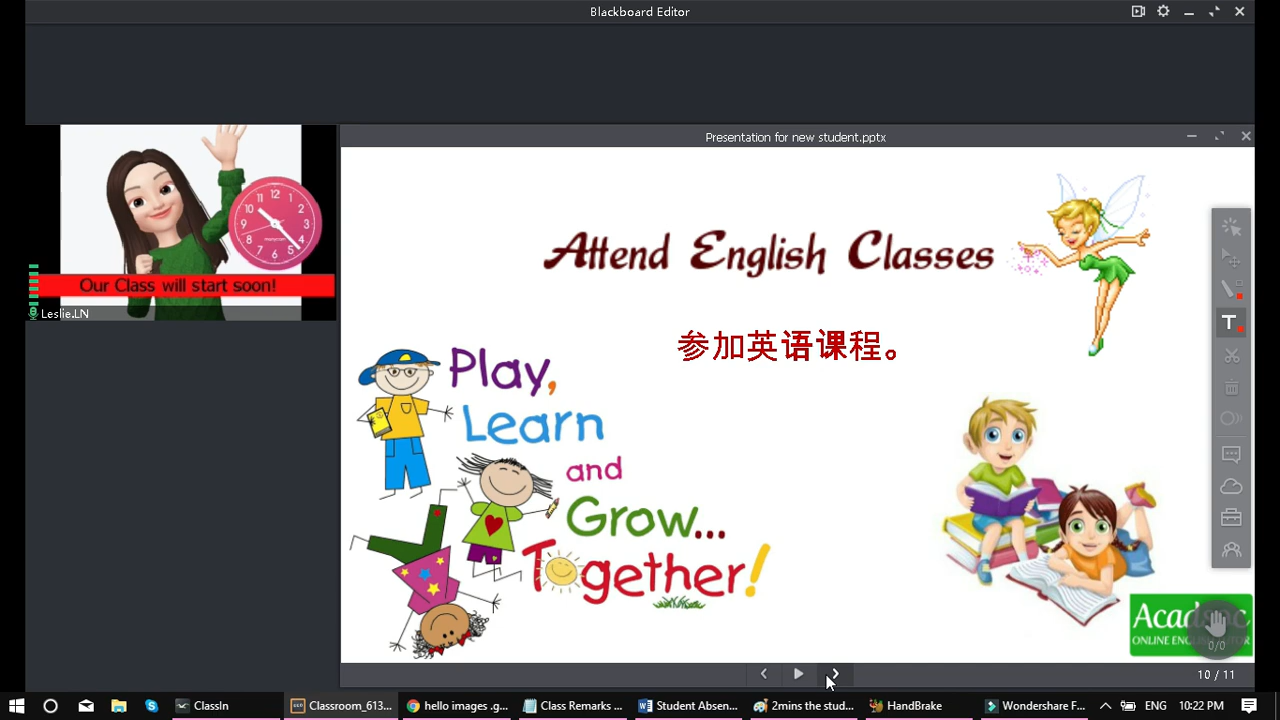 Blackboard Editor
Presentation for new student.pptx
Our Class will start soon!
Leslie.LN
Attend English Classes
参加英语课程。
Play,
Learn
and
Grow...
Together!
ONLINE ENGLISH
0/0
10 / 11
ClassIn
Classroom_613...
hello images .g...
Class Remarks ...
Student Absen...
2mins the stud...
HandBrake
Wondershare F...
ENG
10:22 PM